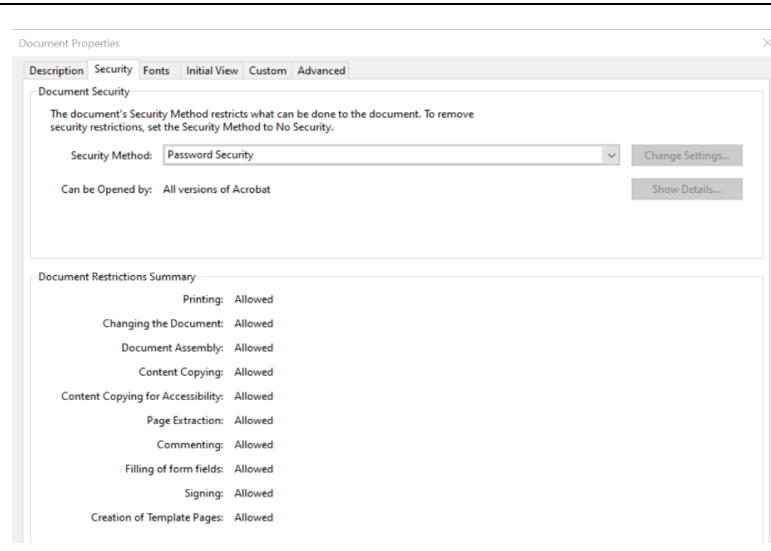 Document Properties
Description Security Fonts Initial View Custom Advanced
Document Security
The document's Security Method restricts what can be done to the document. To remove
security restrictions, set the Security Method to No Security.
Security Method: Password Security Change Settings...
Can be Opened by: All versions of Acrobat Show Details...
Document Restrictions Summary
Printing: Allowed
Changing the Document: Allowed
Document Assembly: Allowed
Content Copying: Allowed
Content Copying for Accessibility: Allowed
Page Extraction: Allowed
Commenting: Allowed
Filling of form fields: Allowed
Signing: Allowed
Creation of Template Pages: Allowed